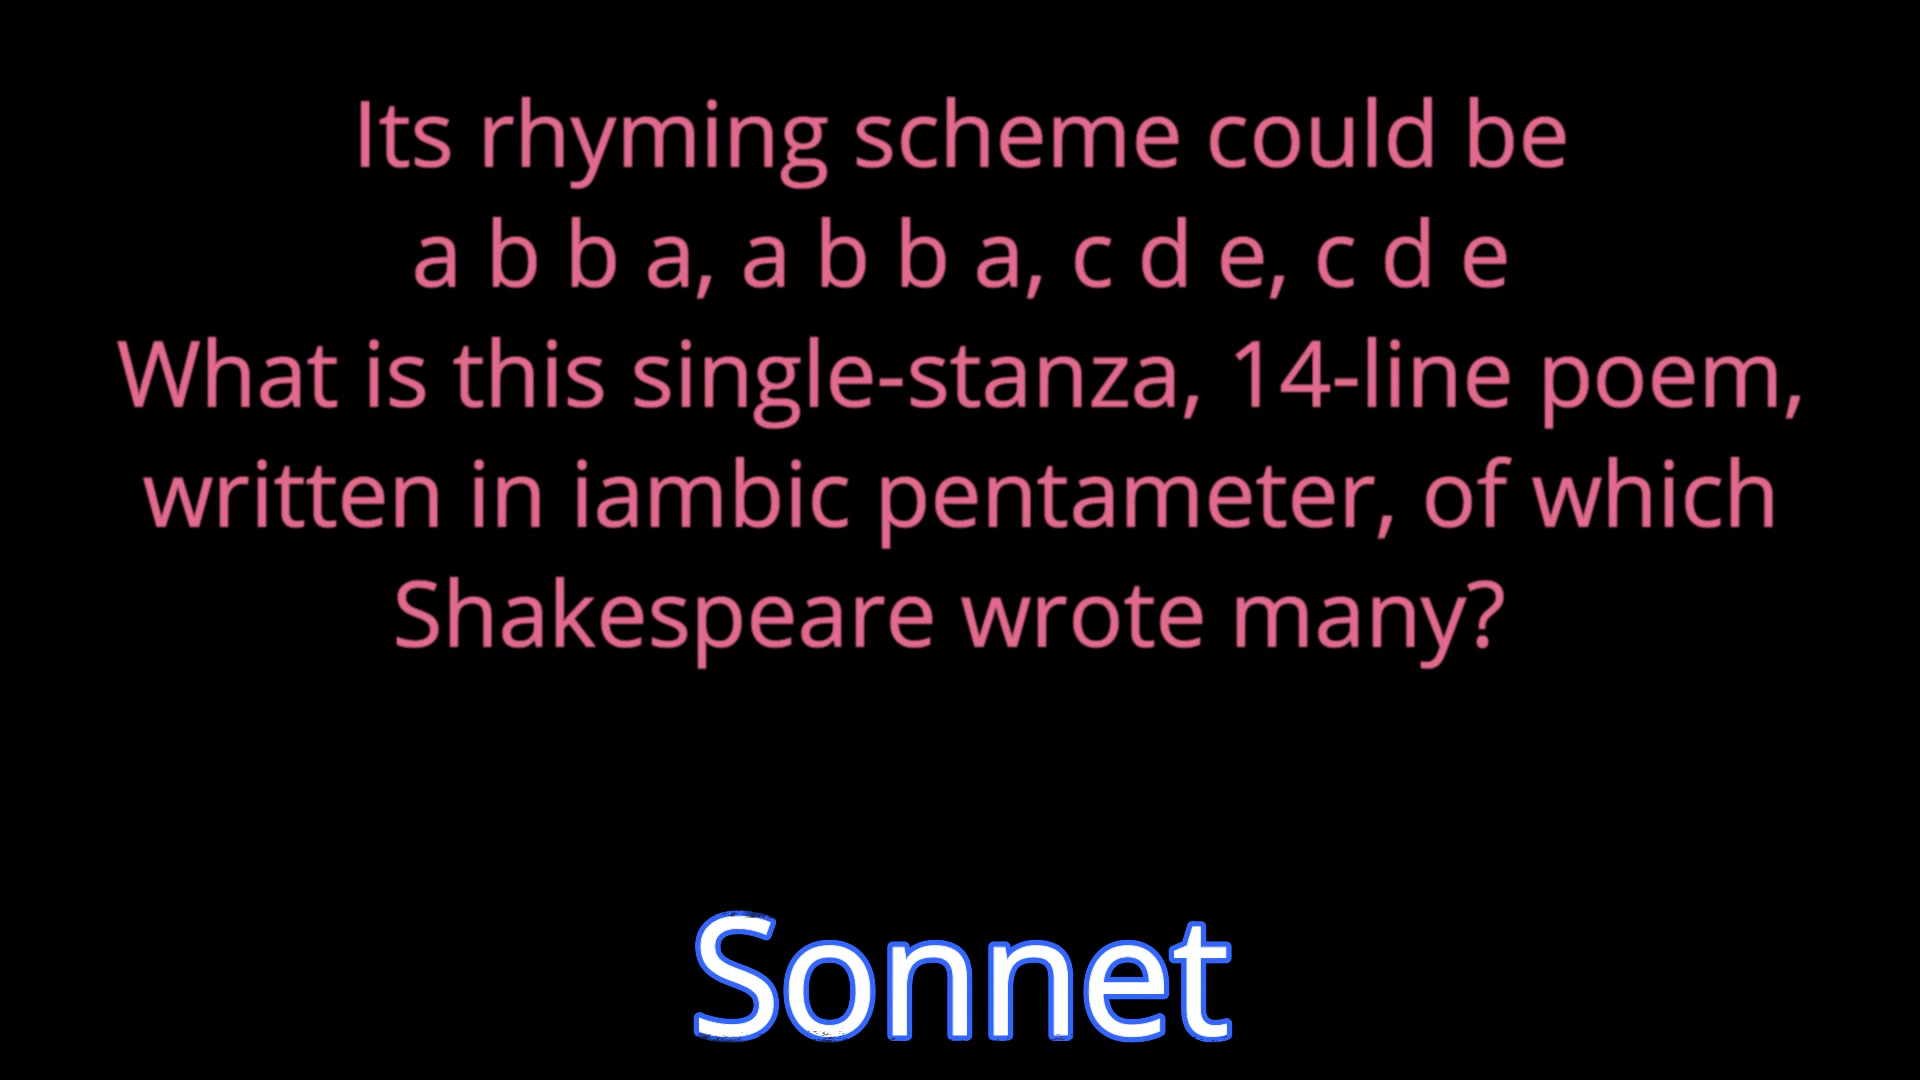 Its rhyming scheme could be
a b b a, a b b a, c d e, c d e
What is this single-stanza, 14-line poem,
written in iambic pentameter, of which
Shakespeare wrote many?
Sonnet